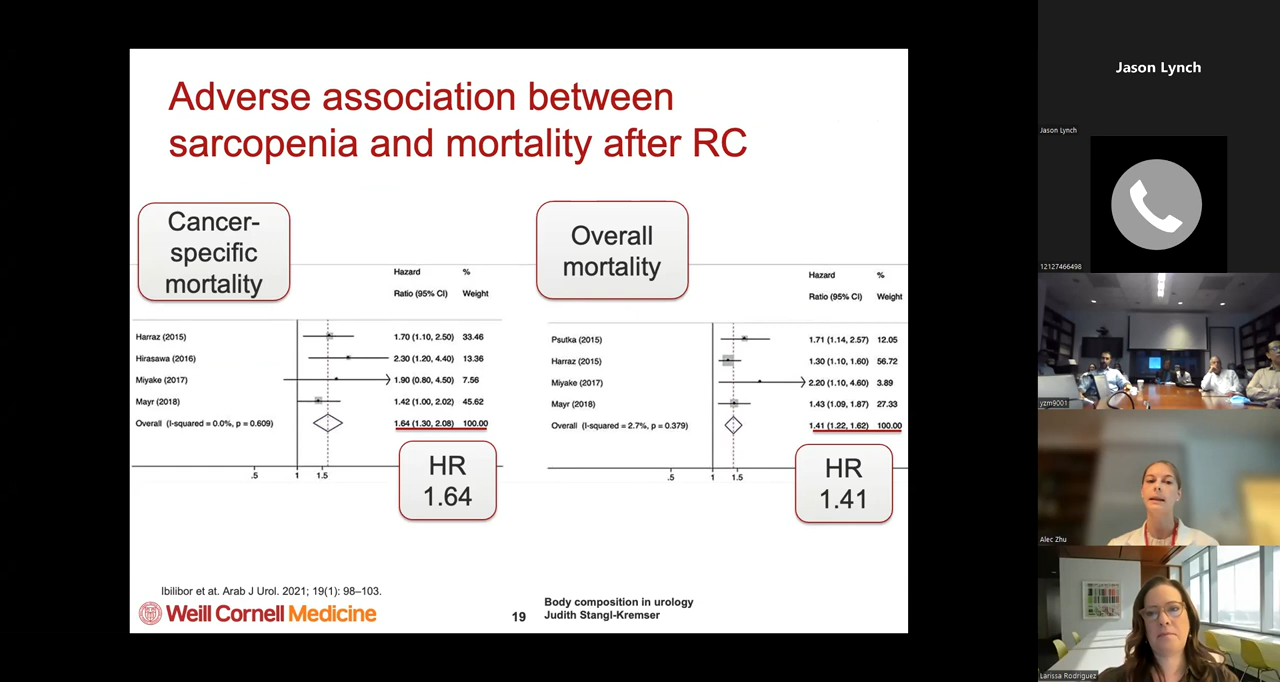 Adverse association between
sarcopenia and mortality after RC
Cancer-
specific
mortality
Hazard %
Ratio (95% CI) Weight
Harraz (2015) 1.70 (1.10, 2.50) 33.46
Hirasawa (2016) 2.30 (1.20, 4.40) 13.36
Miyake (2017) 1.90 (0.80, 4.50) 7.56
Mayr (2018) 1.42 (1.00, 2.02) 45.62
Overall (I-squared = 0.0%, p = 0.609) 1.64 (1.30, 2.08) 100.00
.5 1 1.5
HR
1.64
Overall
mortality
Hazard %
Ratio (95% CI) Weight
Psutka (2015) 1.71 (1.14, 2.57) 12.05
Harraz (2015) 1.30 (1.10, 1.60) 56.72
Miyake (2017) 2.20 (1.10, 4.60) 3.89
Mayr (2018) 1.43 (1.09, 1.87) 27.33
Overall (I-squared = 2.7%, p = 0.379) 1.41 (1.22, 1.62) 100.00
.5 1 1.5
HR
1.41
Ibilibor et at. Arab J Urol. 2021; 19(1): 98–103.
Weill Cornell Medicine
19
Body composition in urology
Judith Stangl-Kremser
Jason Lynch
Jason Lynch
12127466498
yzm9001
Alec Zhu
Larissa Rodriguez